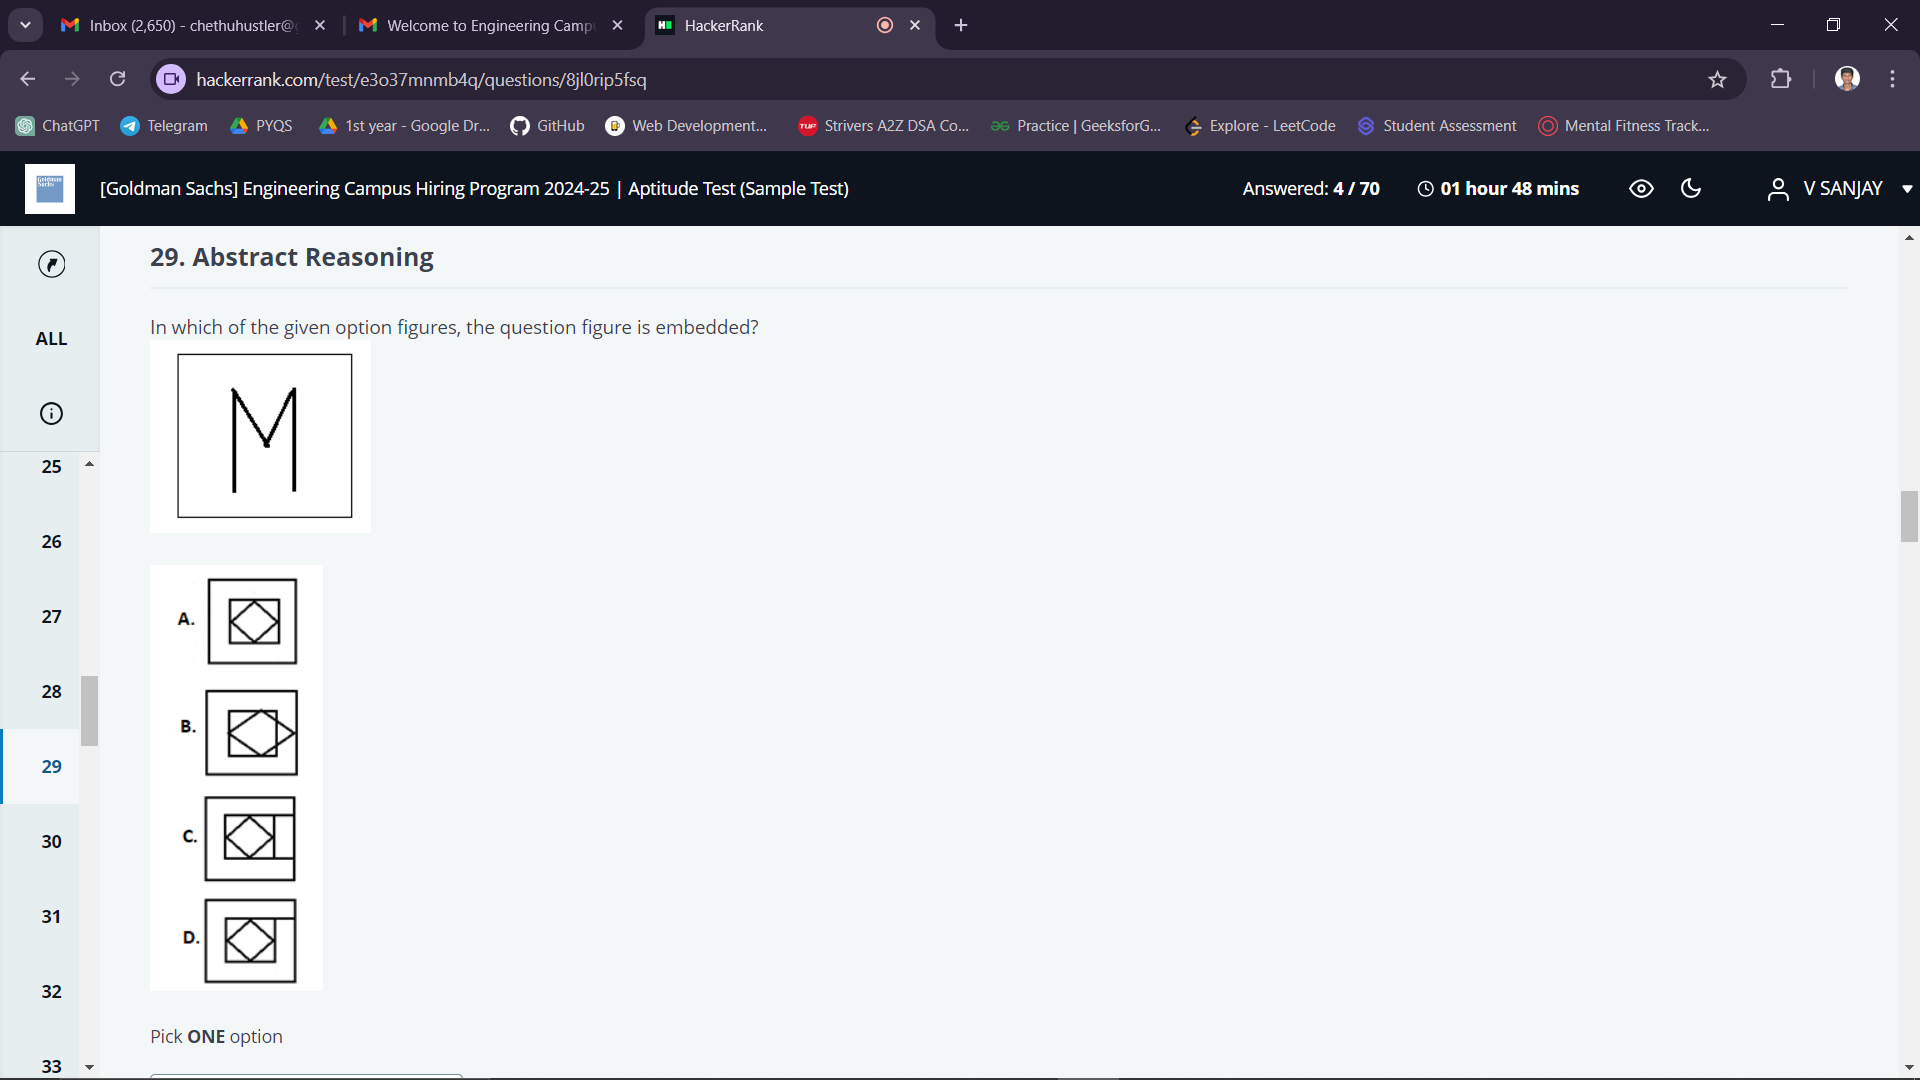 Inbox (2,650) - chethuhustler@
Welcome to Engineering Camp
HackerRank
hackerrank.com/test/e3o37mnmb4q/questions/8jl0rip5fsq
ChatGPT
Telegram
PYQS
1st year - Google Dr...
GitHub
Web Development...
TUF
Strivers A2Z DSA Co...
Practice | GeeksforG...
Explore - LeetCode
Student Assessment
Mental Fitness Track...
Goldman
Sachs
[Goldman Sachs] Engineering Campus Hiring Program 2024-25 | Aptitude Test (Sample Test)
Answered: 4 / 70
01 hour 48 mins
V SANJAY
ALL
25
26
27
28
29
30
31
32
33
29. Abstract Reasoning
In which of the given option figures, the question figure is embedded?
M
A.
B.
C.
D.
Pick ONE option